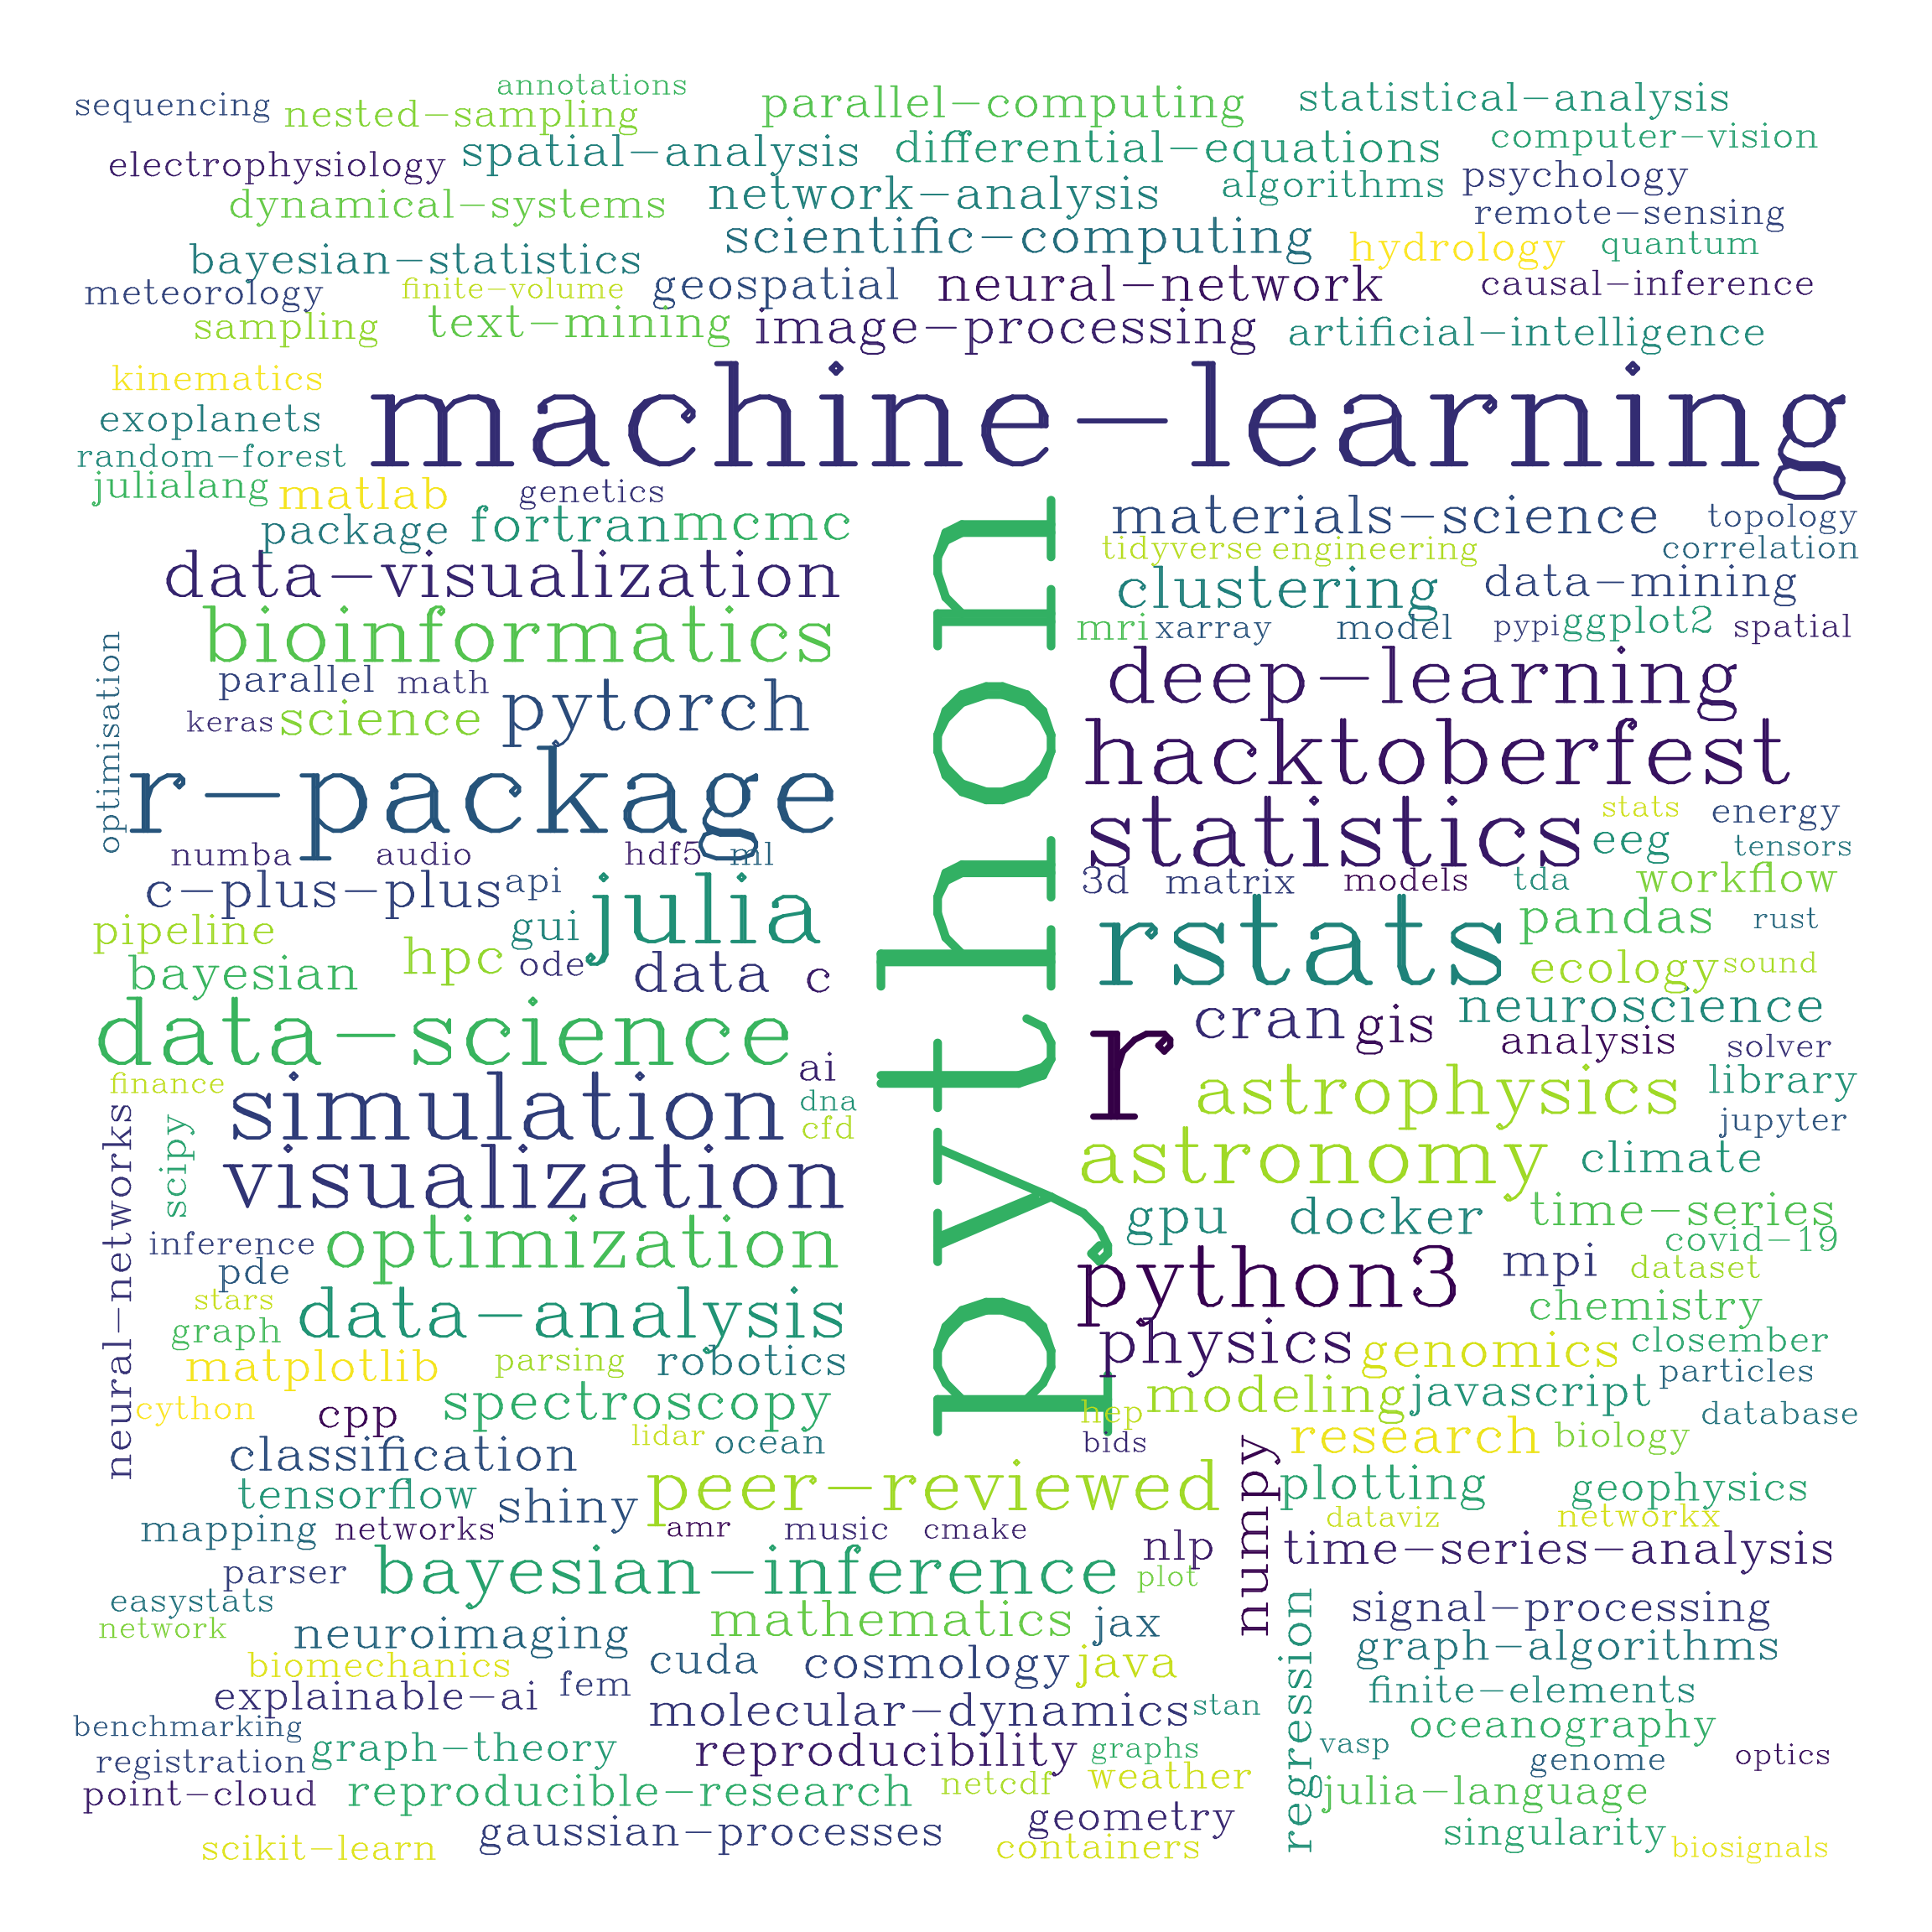 annotations
sequencing
nested-sampling
parallel-computing
statistical-analysis
electrophysiology
spatial-analysis
differential-equations
computer-vision
dynamical-systems
network-analysis
algorithms
psychology
remote-sensing
bayesian-statistics
scientific-computing
hydrology
quantum
meteorology
finite-volume
geospatial
neural-network
causal-inference
sampling
text-mining
image-processing
artificial-intelligence
kinematics
machine-learning
exoplanets
random-forest
julialang
matlab
genetics
package
fortran
mcmc
materials-science
topology
tidyverse
engineering
correlation
data-visualization
clustering
data-mining
bioinformatics
mri
xarray
model
pypi
ggplot2
spatial
optimisation
parallel
math
pytorch
deep-learning
keras
science
hacktoberfest
r-package
python
statistics
stats
energy
eeg
tensors
numba
audio
hdf5
ml
c-plus-plus
api
julia
3d
matrix
models
tda
workflow
pipeline
gui
hpc
rstats
pandas
rust
bayesian
ode
data
c
ecology
sound
data-science
r
cran
gis
neuroscience
analysis
solver
finance
simulation
ai
dna
cfd
astrophysics
library
jupyter
neural-networks
scipy
visualization
astronomy
climate
inference
optimization
gpu
docker
time-series
covid-19
pde
python3
mpi
dataset
stars
graph
data-analysis
chemistry
matplotlib
parsing
robotics
physics
genomics
closember
particles
cython
cpp
spectroscopy
hep
modeling
javascript
database
lidar
ocean
bids
research
biology
classification
tensorflow
shiny
peer-reviewed
numpy
plotting
geophysics
mapping
networks
amr
music
cmake
dataviz
networkx
parser
bayesian-inference
nlp
plot
time-series-analysis
easystats
network
neuroimaging
mathematics
jax
regression
signal-processing
biomechanics
cuda
cosmology
java
graph-algorithms
explainable-ai
fem
molecular-dynamics
stan
finite-elements
benchmarking
oceanography
registration
graph-theory
reproducibility
graphs
vasp
genome
optics
point-cloud
reproducible-research
netcdf
weather
julia-language
scikit-learn
gaussian-processes
geometry
containers
singularity
biosignals